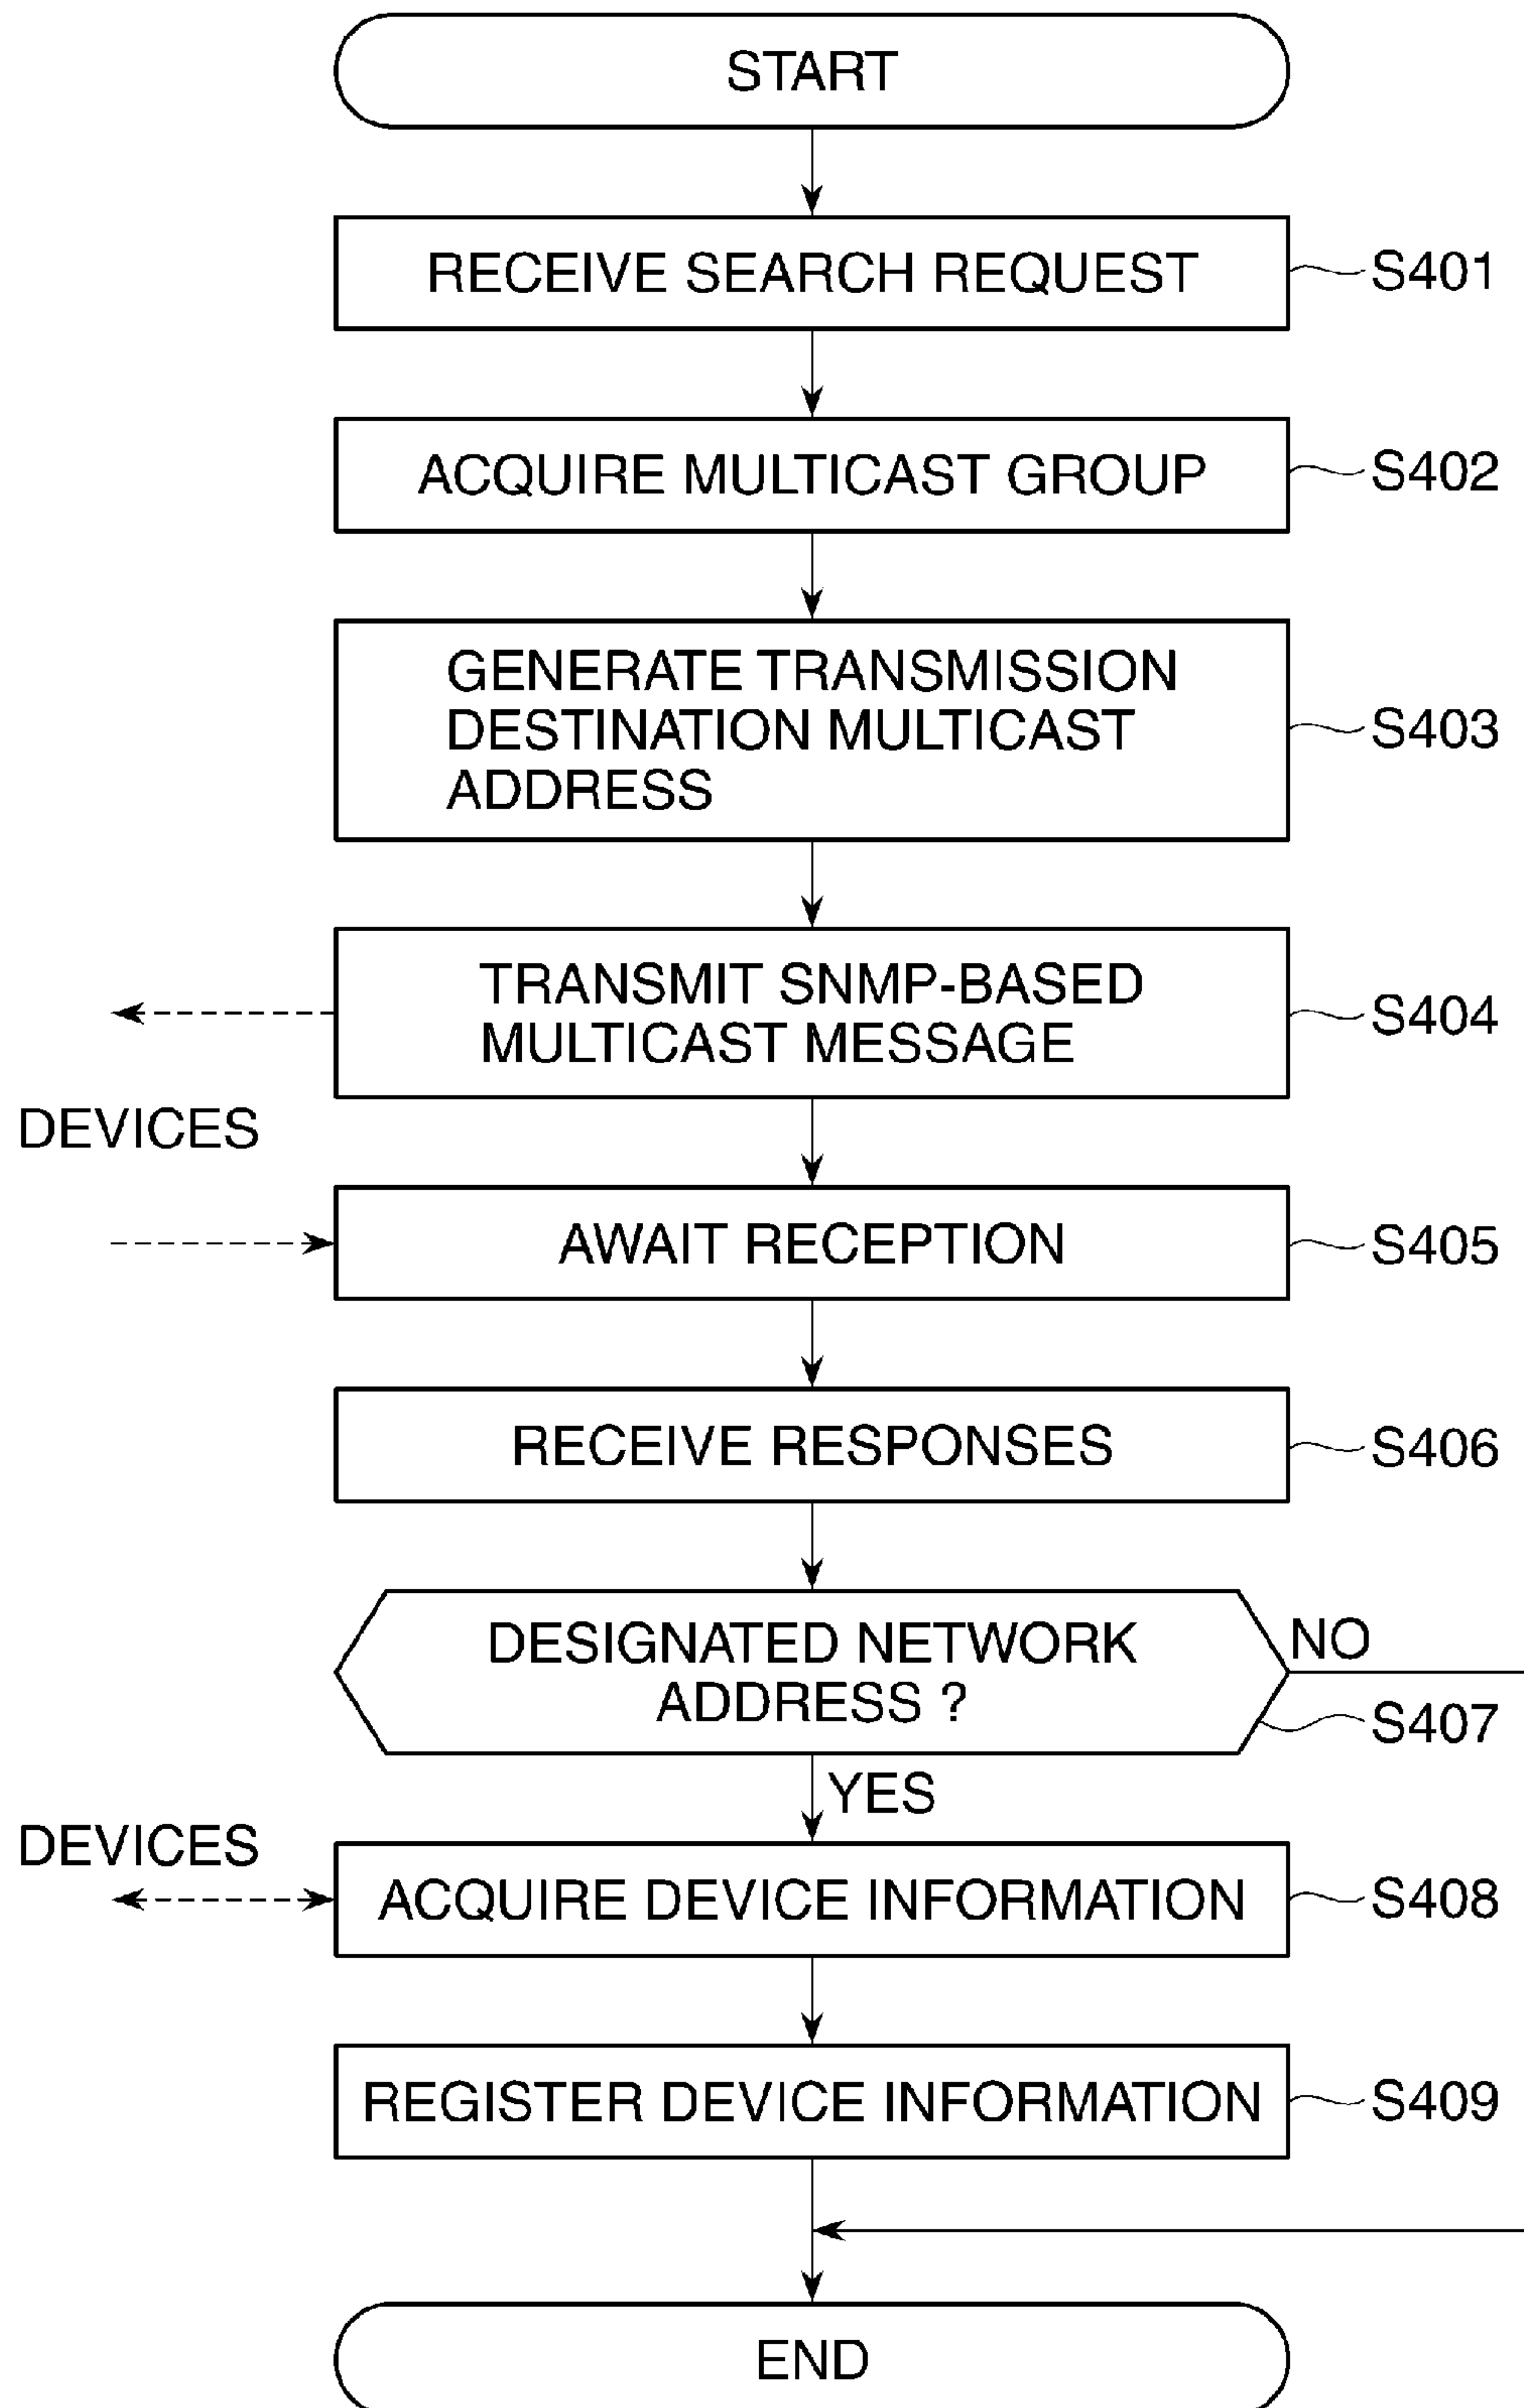 START
RECEIVE SEARCH REQUEST
S401
ACQUIRE MULTICAST GROUP
S402
GENERATE TRANSMISSION
DESTINATION MULTICAST
ADDRESS
S403
TRANSMIT SNMP-BASED
MULTICAST MESSAGE
S404
DEVICES
AWAIT RECEPTION
S405
RECEIVE RESPONSES
S406
DESIGNATED NETWORK
ADDRESS ?
NO
S407
YES
DEVICES
ACQUIRE DEVICE INFORMATION
S408
REGISTER DEVICE INFORMATION
S409
END